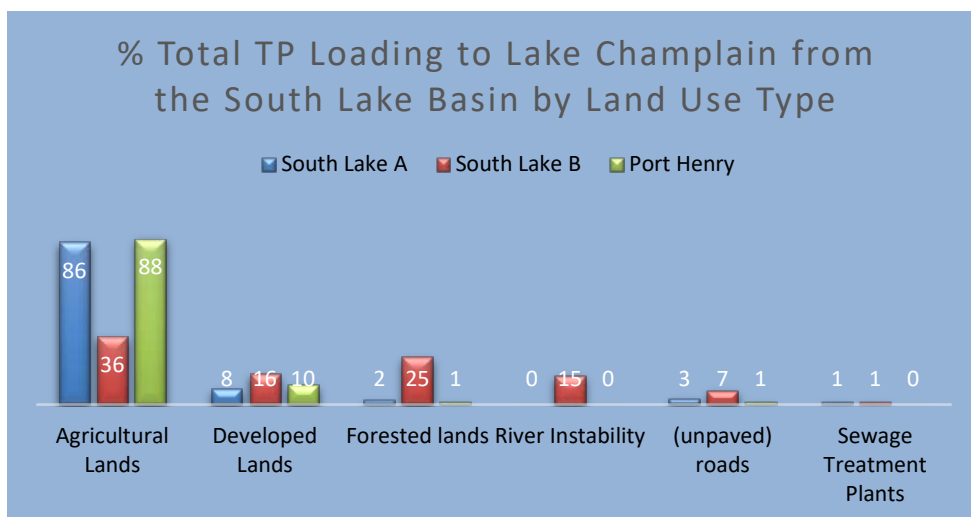 % Total TP Loading to Lake Champlain from
the South Lake Basin by Land Use Type
South Lake A South Lake B Port Henry
86 36 88
8 16 10
2 25 1
0 15 0
3 7 1
1 1 0
Agricultural
Lands
Developed
Lands
Forested lands
River Instability
(unpaved)
roads
Sewage
Treatment
Plants